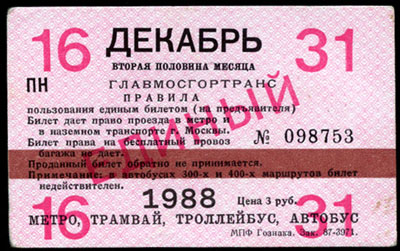 16 ДЕКАБРЬ 31
ВТОРАЯ ПОЛОВИНА МЕСЯЦА
ПН ГЛАВМОСГОРТРАНС
ПРАВИЛА
пользования единым билетом (на предъявителя)
Билет дает право проезда в метро и
в наземном транспорте г. Москвы.
Билет права на бесплатный провоз
багажа не дает.
№ 098753
Проданный билет обратно не принимается.
Примечание: в автобусах 300-х и 400-х маршрутов билет
недействителен.
ЕДИНЫЙ
16 1988 Цена 3 руб. 31
МЕТРО, ТРАМВАЙ, ТРОЛЛЕЙБУС, АВТОБУС
МПФ Гознака. Зак. 87-3971.